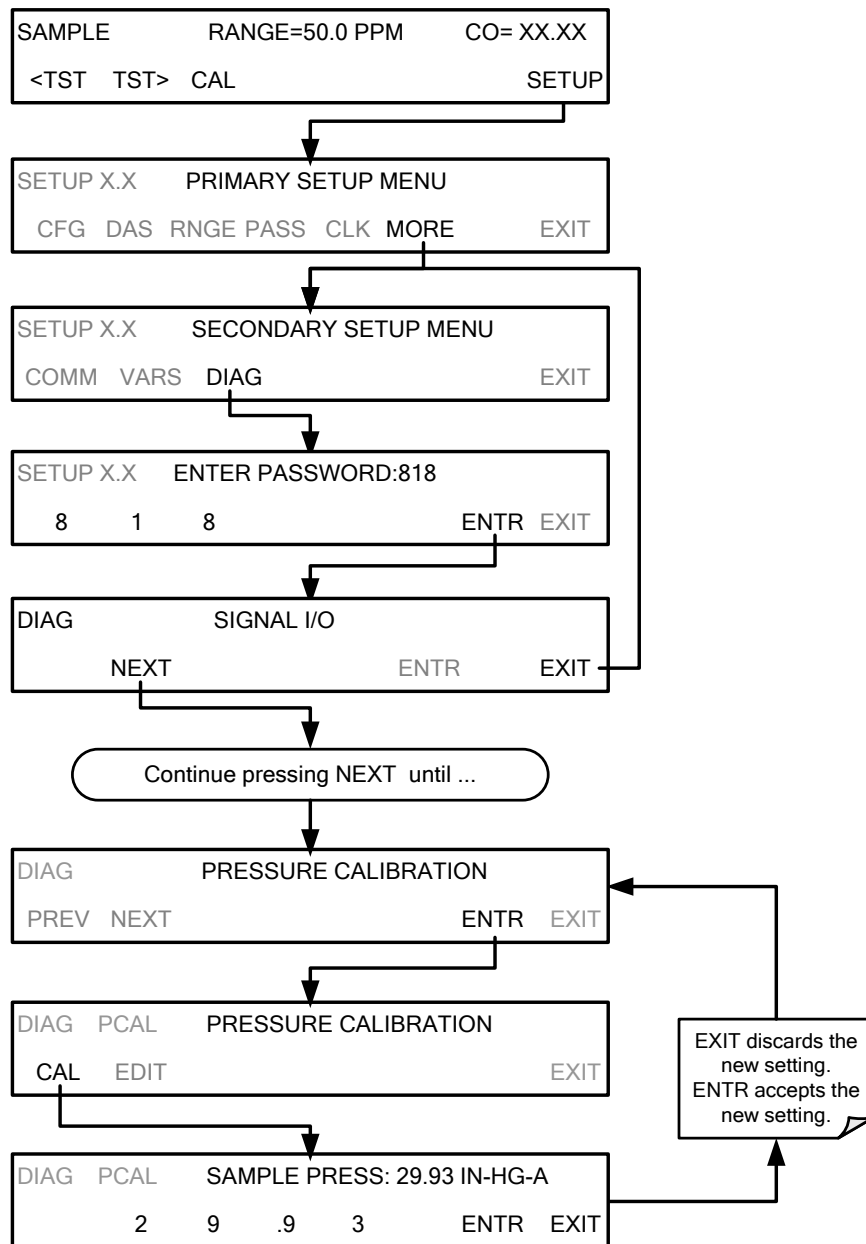 SAMPLE RANGE=50.0 PPM CO= XX.XX
<TST TST> CAL SETUP
SETUP X.X PRIMARY SETUP MENU
CFG DAS RNGE PASS CLK MORE EXIT
SETUP X.X SECONDARY SETUP MENU
COMM VARS DIAG EXIT
SETUP X.X ENTER PASSWORD:818
8 1 8 ENTR EXIT
DIAG SIGNAL I/O
NEXT ENTR EXIT
Continue pressing NEXT until ...
DIAG PRESSURE CALIBRATION
PREV NEXT ENTR EXIT
DIAG PCAL PRESSURE CALIBRATION
CAL EDIT EXIT
EXIT discards the
new setting.
ENTR accepts the
new setting.
DIAG PCAL SAMPLE PRESS: 29.93 IN-HG-A
2 9 .9 3 ENTR EXIT